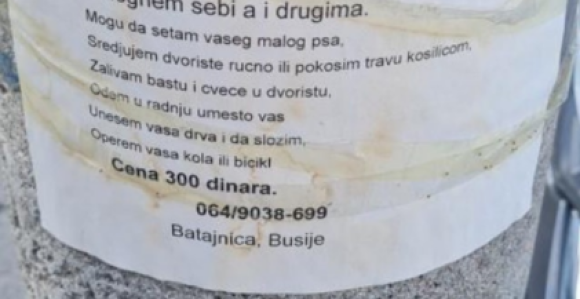 sebi a i drugima.
Mogu da setam vaseg malog psa,
Sredjujem dvoriste rucno ili pokosim travu kosilicom,
Zalivam bastu i cvece u dvoristu,
Odem u radnju umesto vas
Unesem vasa drva i da slozim,
Operem vasa kola ili bicikl
Cena 300 dinara.
064/9038-699
Batajnica, Busije